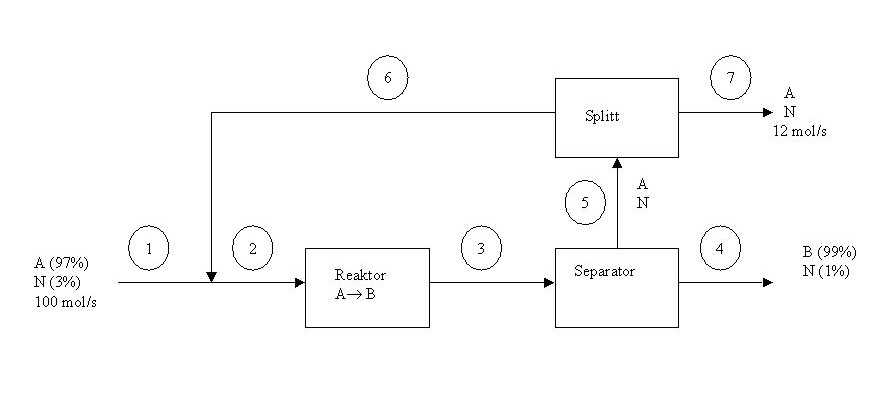 6
7
A
N
12 mol/s
Splitt
5
A
N
1
2
3
4
A (97%)
N (3%)
100 mol/s
Reaktor
A→ B
Separator
B (99%)
N (1%)